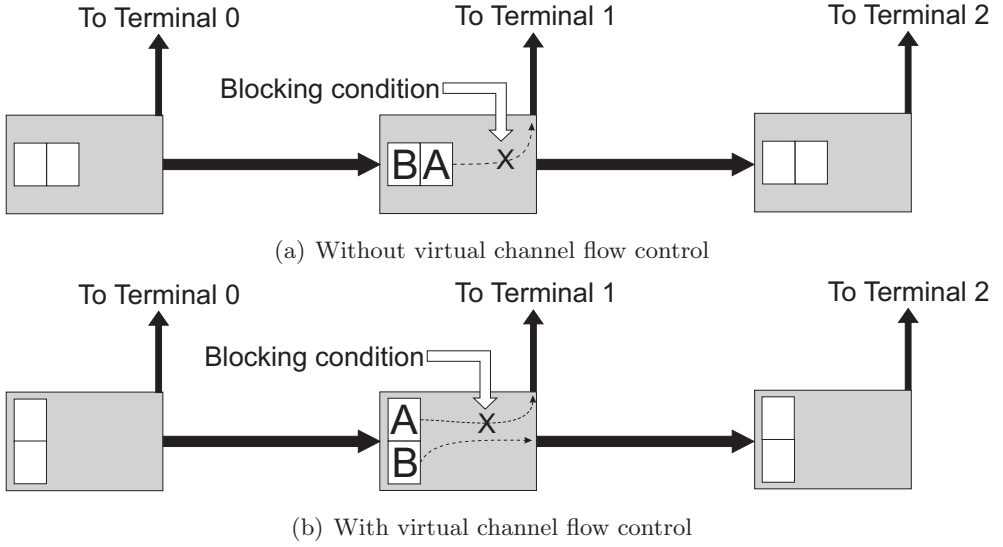 To Terminal 0
To Terminal 1
To Terminal 2
Blocking condition
B A
X
(a) Without virtual channel flow control
To Terminal 0
To Terminal 1
To Terminal 2
Blocking condition
A
X
B
(b) With virtual channel flow control